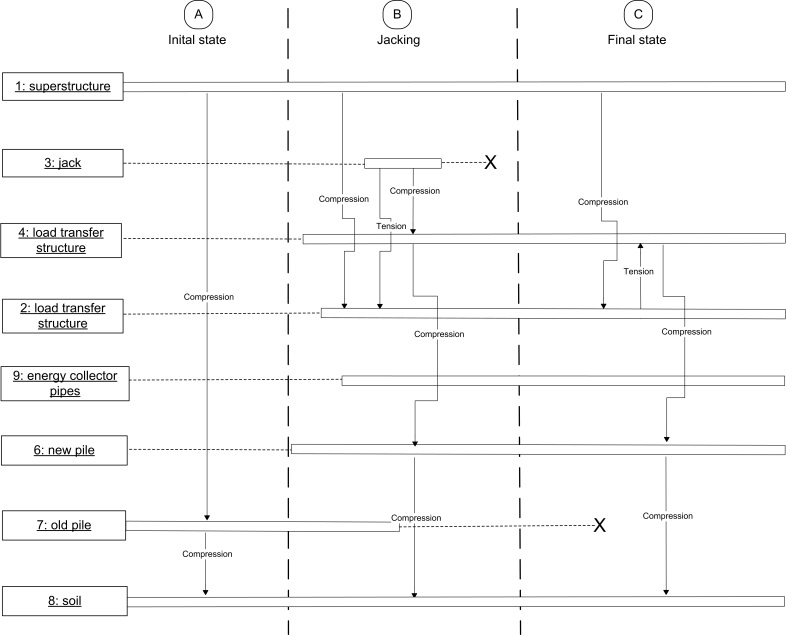 A
B
C
Inital state
Jacking
Final state
1: superstructure
3: jack
X
Compression
Compression
Compression
Tension
4: load transfer
structure
Tension
Compression
2: load transfer
structure
Compression
Compression
9: energy collector
pipes
6: new pile
7: old pile
Compression
Compression
X
Compression
8: soil